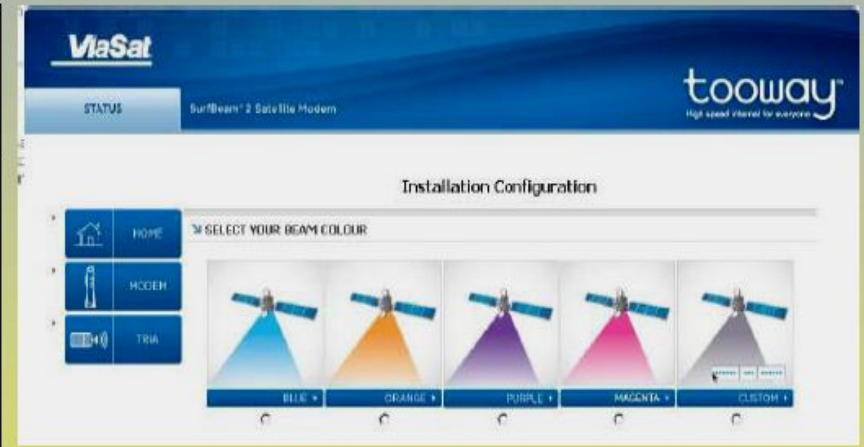 ViaSat
tooway™
High speed internet for everyone
STATUS
SurfBeam® 2 Satellite Modem
Installation Configuration
HOME
MODEM
TRIA
SELECT YOUR BEAM COLOUR
BLUE
ORANGE
PURPLE
MAGENTA
CUSTOM